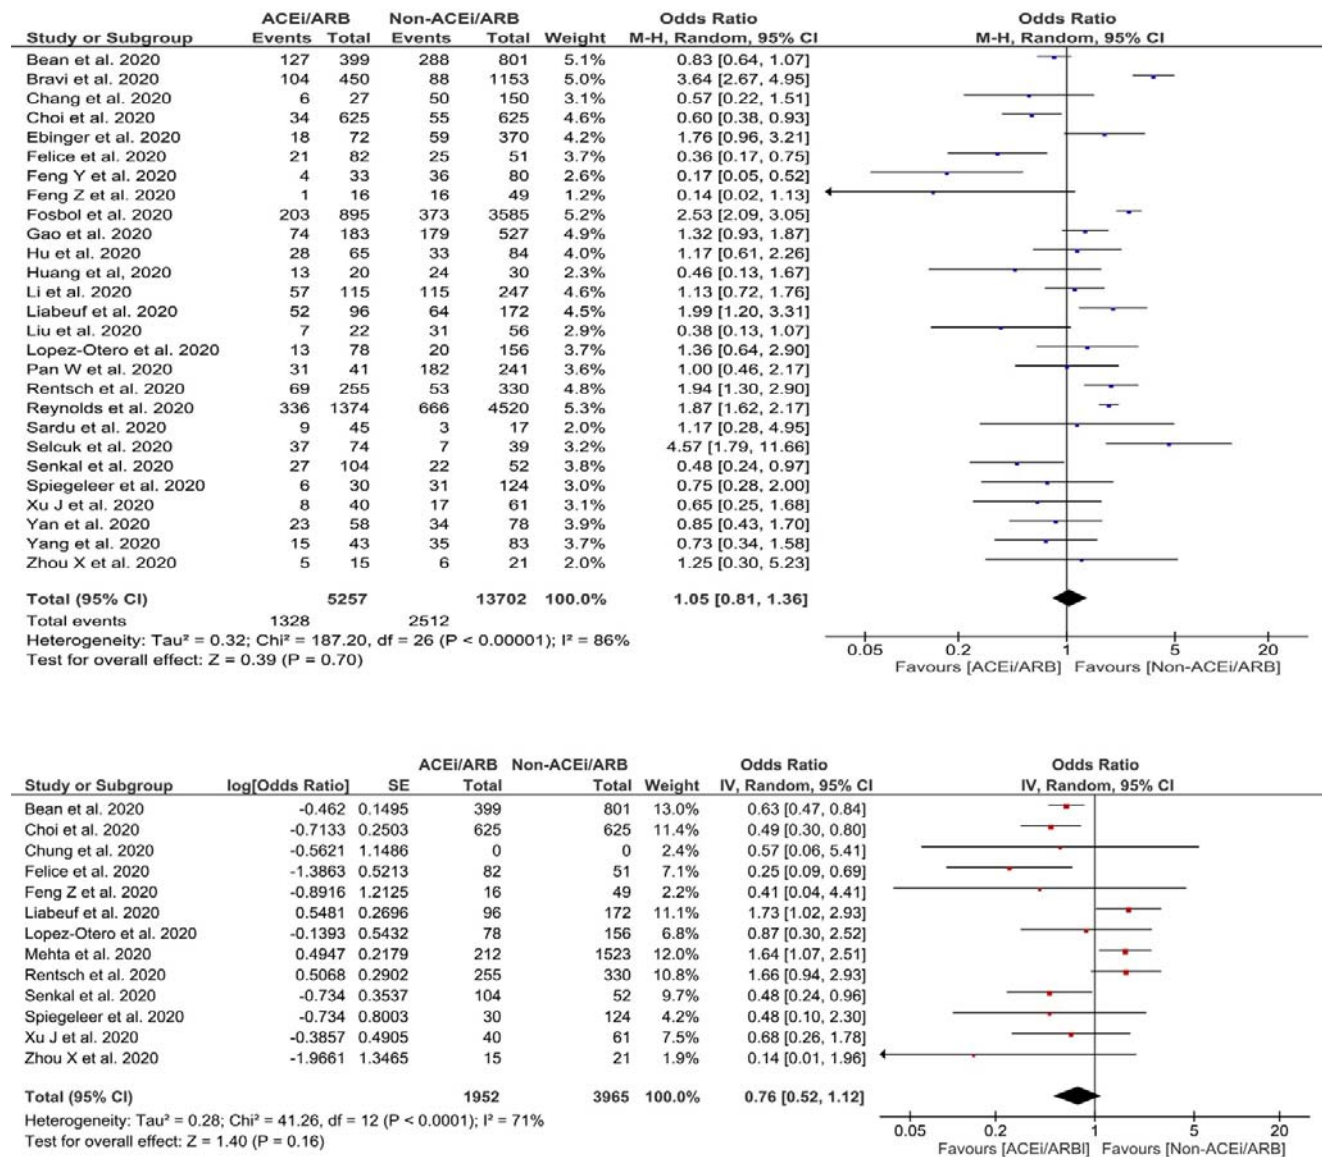 ACEi/ARB Non-ACEi/ARB Odds Ratio Odds Ratio
Study or Subgroup Events Total Events Total Weight M-H, Random, 95% CI M-H, Random, 95% CI
Bean et al. 2020 127 399 288 801 5.1% 0.83 [0.64, 1.07]
Bravi et al. 2020 104 450 88 1153 5.0% 3.64 [2.67, 4.95]
Chang et al. 2020 6 27 50 150 3.1% 0.57 [0.22, 1.51]
Choi et al. 2020 34 625 55 625 4.6% 0.60 [0.38, 0.93]
Ebinger et al. 2020 18 72 59 370 4.2% 1.76 [0.96, 3.21]
Felice et al. 2020 21 82 25 51 3.7% 0.36 [0.17, 0.75]
Feng Y et al. 2020 4 33 36 80 2.6% 0.17 [0.05, 0.52]
Feng Z et al. 2020 1 16 16 49 1.2% 0.14 [0.02, 1.13]
Fosbol et al. 2020 203 895 373 3585 5.2% 2.53 [2.09, 3.05]
Gao et al. 2020 74 183 179 527 4.9% 1.32 [0.93, 1.87]
Hu et al. 2020 28 65 33 84 4.0% 1.17 [0.61, 2.26]
Huang et al, 2020 13 20 24 30 2.3% 0.46 [0.13, 1.67]
Li et al. 2020 57 115 115 247 4.6% 1.13 [0.72, 1.76]
Liabeuf et al. 2020 52 96 64 172 4.5% 1.99 [1.20, 3.31]
Liu et al. 2020 7 22 31 56 2.9% 0.38 [0.13, 1.07]
Lopez-Otero et al. 2020 13 78 20 156 3.7% 1.36 [0.64, 2.90]
Pan W et al. 2020 31 41 182 241 3.6% 1.00 [0.46, 2.17]
Rentsch et al. 2020 69 255 53 330 4.8% 1.94 [1.30, 2.90]
Reynolds et al. 2020 336 1374 666 4520 5.3% 1.87 [1.62, 2.17]
Sardu et al. 2020 9 45 3 17 2.0% 1.17 [0.28, 4.95]
Selcuk et al. 2020 37 74 7 39 3.2% 4.57 [1.79, 11.66]
Senkal et al. 2020 27 104 22 52 3.8% 0.48 [0.24, 0.97]
Spiegeleer et al. 2020 6 30 31 124 3.0% 0.75 [0.28, 2.00]
Xu J et al. 2020 8 40 17 61 3.1% 0.65 [0.25, 1.68]
Yan et al. 2020 23 58 34 78 3.9% 0.85 [0.43, 1.70]
Yang et al. 2020 15 43 35 83 3.7% 0.73 [0.34, 1.58]
Zhou X et al. 2020 5 15 6 21 2.0% 1.25 [0.30, 5.23]
Total (95% CI) 5257 13702 100.0% 1.05 [0.81, 1.36]
Total events 1328 2512
Heterogeneity: Tau² = 0.32; Chi² = 187.20, df = 26 (P < 0.00001); I² = 86%
Test for overall effect: Z = 0.39 (P = 0.70)
0.05 0.2 1 5 20
Favours [ACEi/ARB] Favours [Non-ACEi/ARB]
ACEi/ARB Non-ACEi/ARB Odds Ratio Odds Ratio
Study or Subgroup log[Odds Ratio] SE Total Total Weight IV, Random, 95% CI IV, Random, 95% CI
Bean et al. 2020 -0.462 0.1495 399 801 13.0% 0.63 [0.47, 0.84]
Choi et al. 2020 -0.7133 0.2503 625 625 11.4% 0.49 [0.30, 0.80]
Chung et al. 2020 -0.5621 1.1486 0 0 2.4% 0.57 [0.06, 5.41]
Felice et al. 2020 -1.3863 0.5213 82 51 7.1% 0.25 [0.09, 0.69]
Feng Z et al. 2020 -0.8916 1.2125 16 49 2.2% 0.41 [0.04, 4.41]
Liabeuf et al. 2020 0.5481 0.2696 96 172 11.1% 1.73 [1.02, 2.93]
Lopez-Otero et al. 2020 -0.1393 0.5432 78 156 6.8% 0.87 [0.30, 2.52]
Mehta et al. 2020 0.4947 0.2179 212 1523 12.0% 1.64 [1.07, 2.51]
Rentsch et al. 2020 0.5068 0.2902 255 330 10.8% 1.66 [0.94, 2.93]
Senkal et al. 2020 -0.734 0.3537 104 52 9.7% 0.48 [0.24, 0.96]
Spiegeleer et al. 2020 -0.734 0.8003 30 124 4.2% 0.48 [0.10, 2.30]
Xu J et al. 2020 -0.3857 0.4905 40 61 7.5% 0.68 [0.26, 1.78]
Zhou X et al. 2020 -1.9661 1.3465 15 21 1.9% 0.14 [0.01, 1.96]
Total (95% CI) 1952 3965 100.0% 0.76 [0.52, 1.12]
Heterogeneity: Tau² = 0.28; Chi² = 41.26, df = 12 (P < 0.0001); I² = 71%
Test for overall effect: Z = 1.40 (P = 0.16)
0.05 0.2 1 5 20
Favours [ACEi/ARBI] Favours [Non-ACEi/ARB]